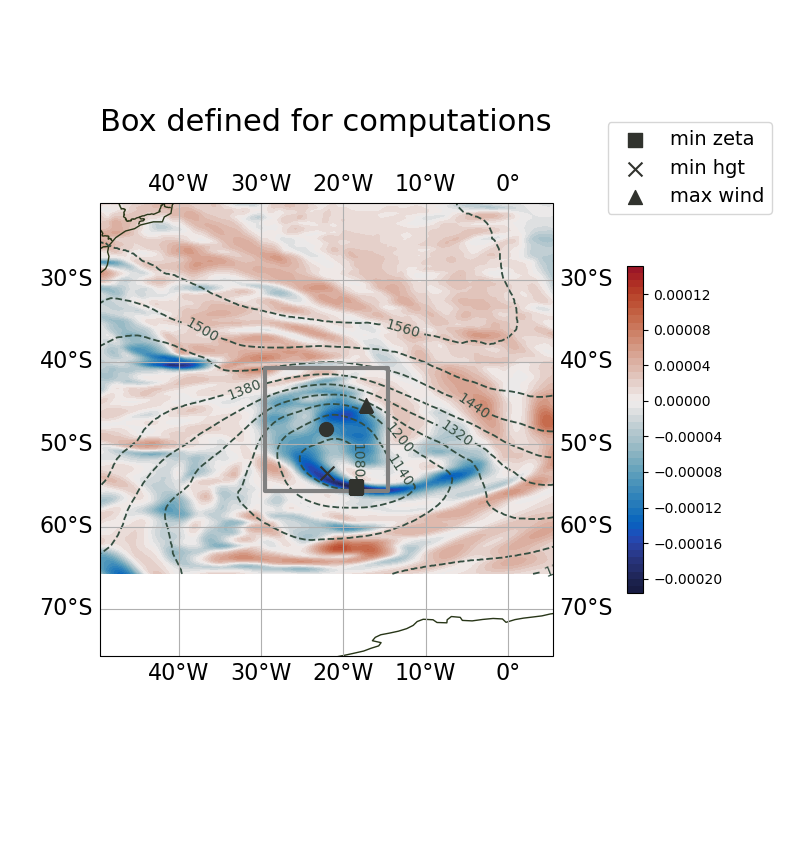 Box defined for computations
min zeta
min hgt
max wind
40°W 30°W 20°W 10°W 0°
30°S 30°S
40°S 40°S
50°S 50°S
60°S 60°S
70°S 70°S
1500
1560
1380
1440
1320
1200
1140
1080
0.00012
0.00008
0.00004
0.00000
−0.00004
−0.00008
−0.00012
−0.00016
−0.00020
40°W 30°W 20°W 10°W 0°